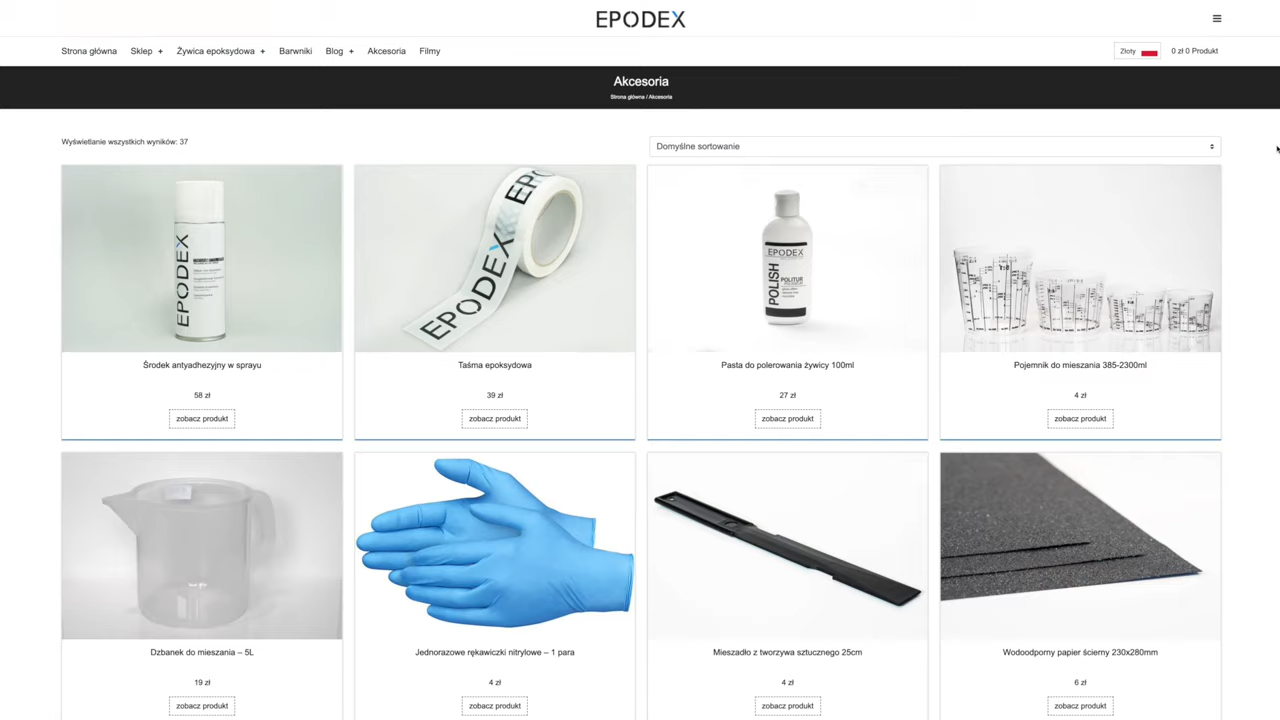 EPODEX
Strona główna
Sklep +
Żywica epoksydowa +
Barwniki
Blog +
Akcesoria
Filmy
Złoty
0 zł 0 Produkt
Akcesoria
Strona główna / Akcesoria
Wyświetlanie wszystkich wyników: 37
Domyślne sortowanie
EPODEX
EPODEX
EPO
EPODEX
POLISH
POLITUR
Środek antyadhezyjny w sprayu
58 zł
zobacz produkt
Taśma epoksydowa
39 zł
zobacz produkt
Pasta do polerowania żywicy 100ml
27 zł
zobacz produkt
Pojemnik do mieszania 385-2300ml
4 zł
zobacz produkt
Dzbanek do mieszania – 5L
19 zł
zobacz produkt
Jednorazowe rękawiczki nitrylowe – 1 para
4 zł
zobacz produkt
Mieszadło z tworzywa sztucznego 25cm
4 zł
zobacz produkt
Wodoodporny papier ścierny 230x280mm
6 zł
zobacz produkt